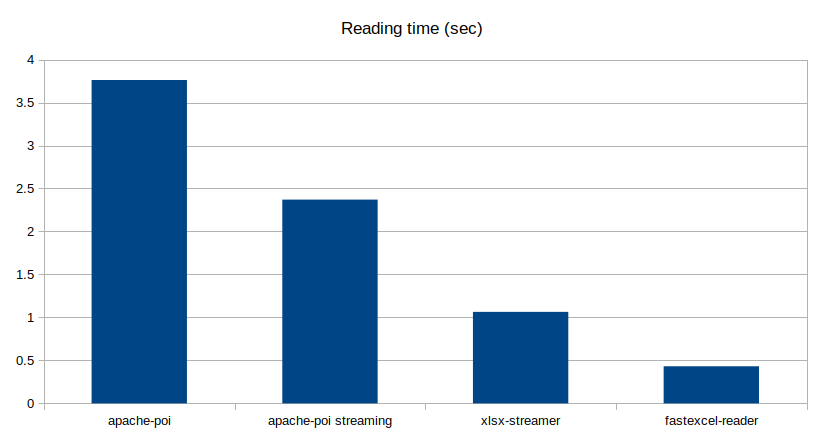 Reading time (sec)
4
3.5
3
2.5
2
1.5
1
0.5
0
apache-poi
apache-poi streaming
xlsx-streamer
fastexcel-reader